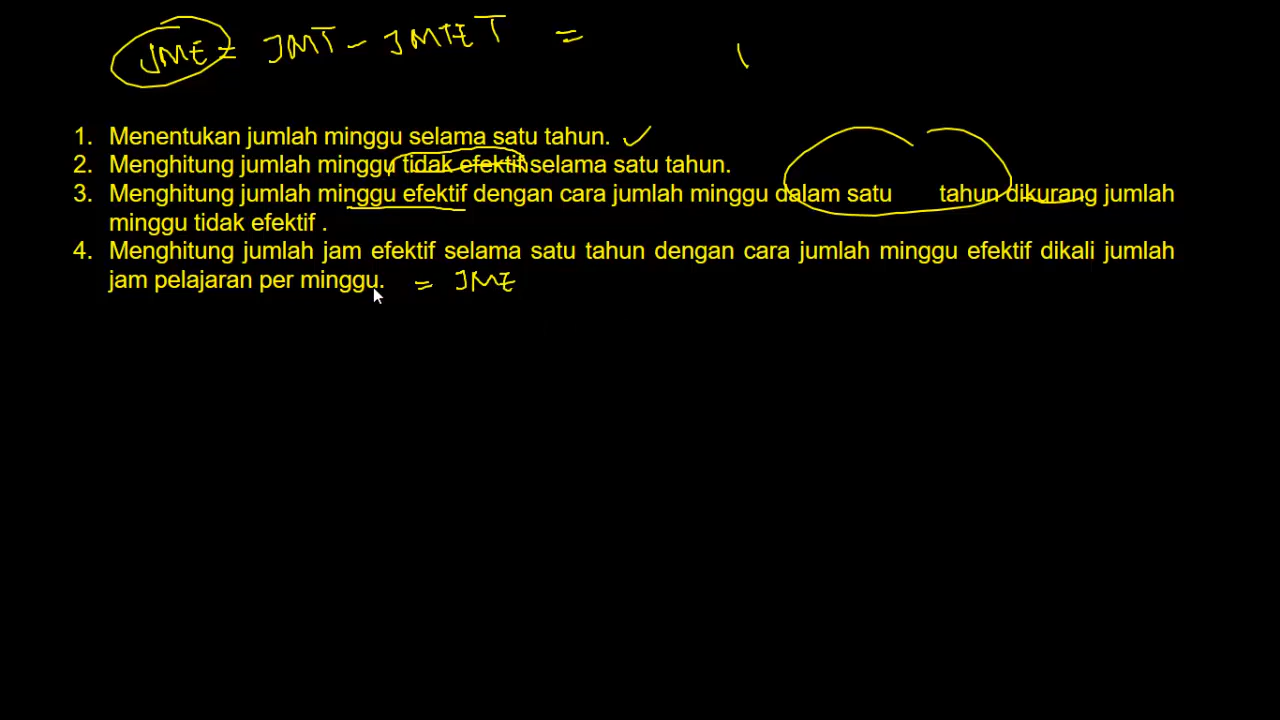 JME = JMT - JMTET =
1. Menentukan jumlah minggu selama satu tahun.
2. Menghitung jumlah minggu tidak efektif selama satu tahun.
3. Menghitung jumlah minggu efektif dengan cara jumlah minggu dalam satu tahun dikurang jumlah
minggu tidak efektif .
4. Menghitung jumlah jam efektif selama satu tahun dengan cara jumlah minggu efektif dikali jumlah
jam pelajaran per minggu. = JME